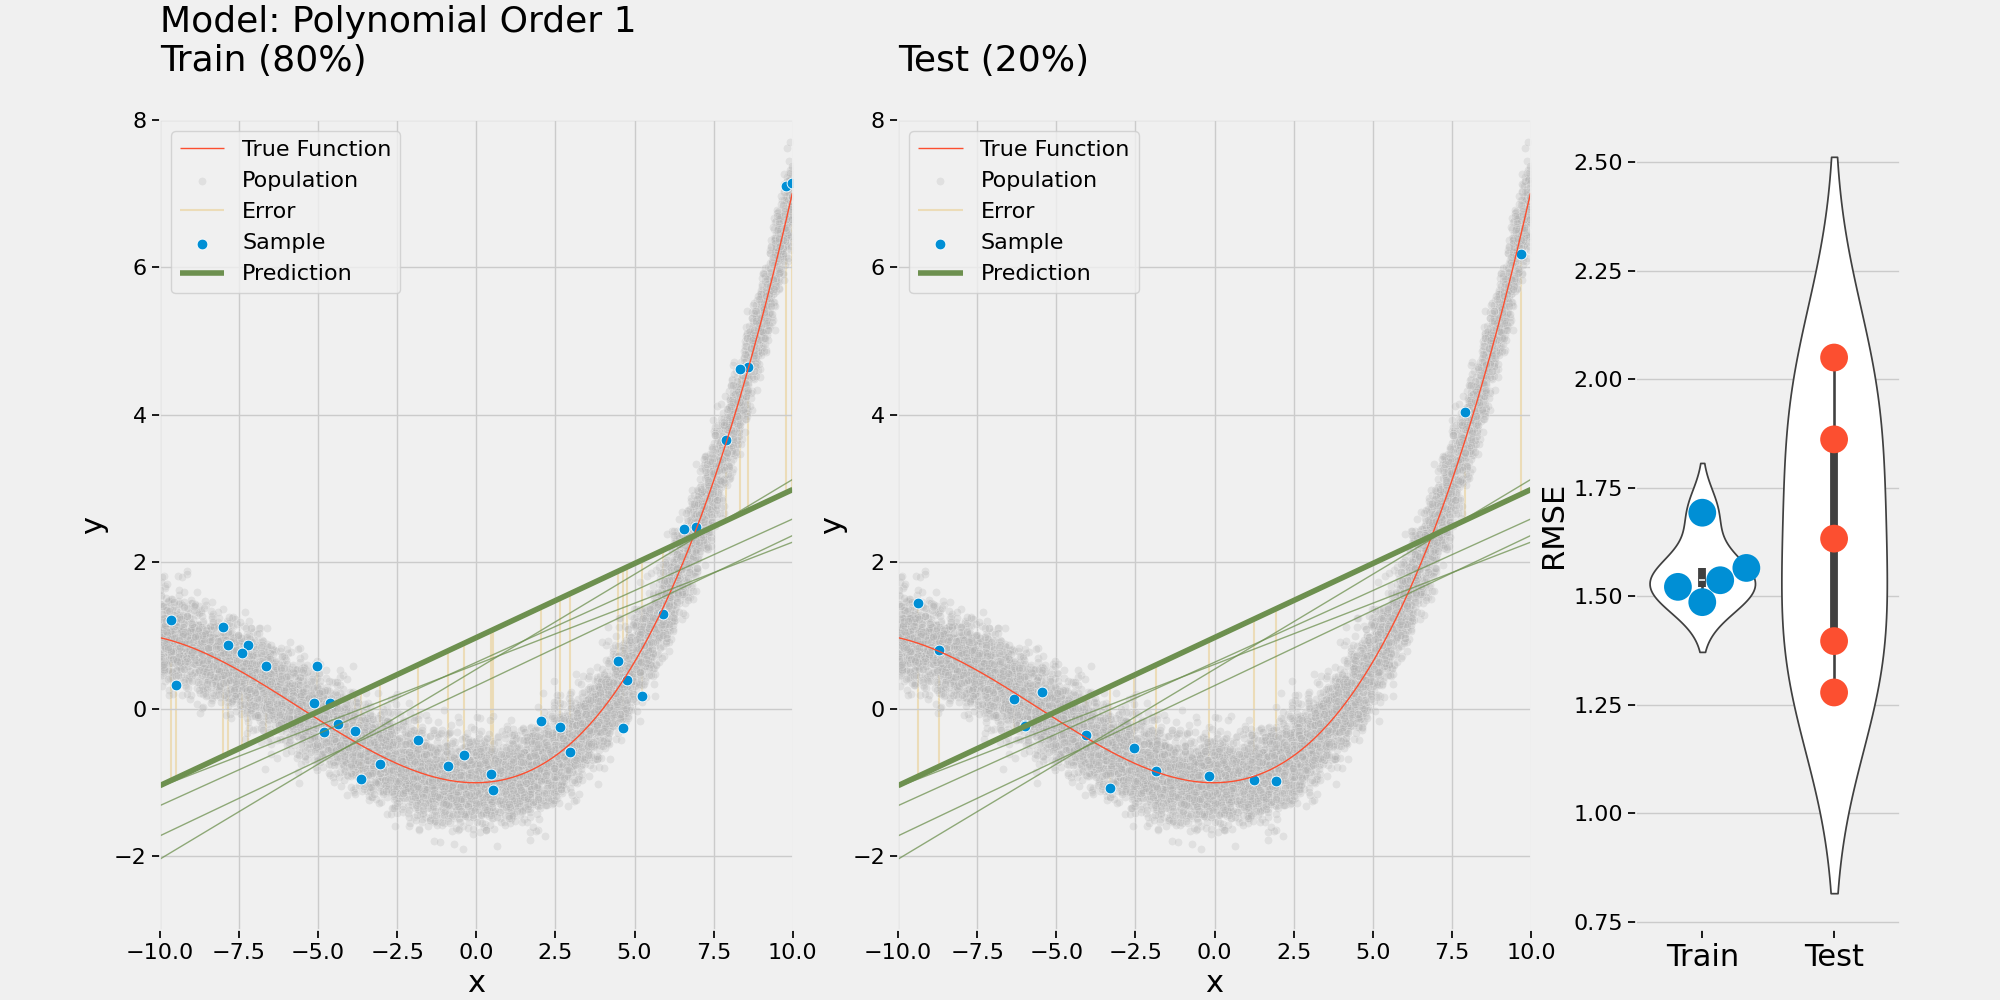 Model: Polynomial Order 1
Train (80%)
Test (20%)
True Function
Population
Error
Sample
Prediction
8
6
4
2
0
−2
y
−10.0 −7.5 −5.0 −2.5 0.0 2.5 5.0 7.5 10.0
x
True Function
Population
Error
Sample
Prediction
8
6
4
2
0
−2
y
−10.0 −7.5 −5.0 −2.5 0.0 2.5 5.0 7.5 10.0
x
2.50
2.25
2.00
1.75
1.50
1.25
1.00
0.75
RMSE
Train Test